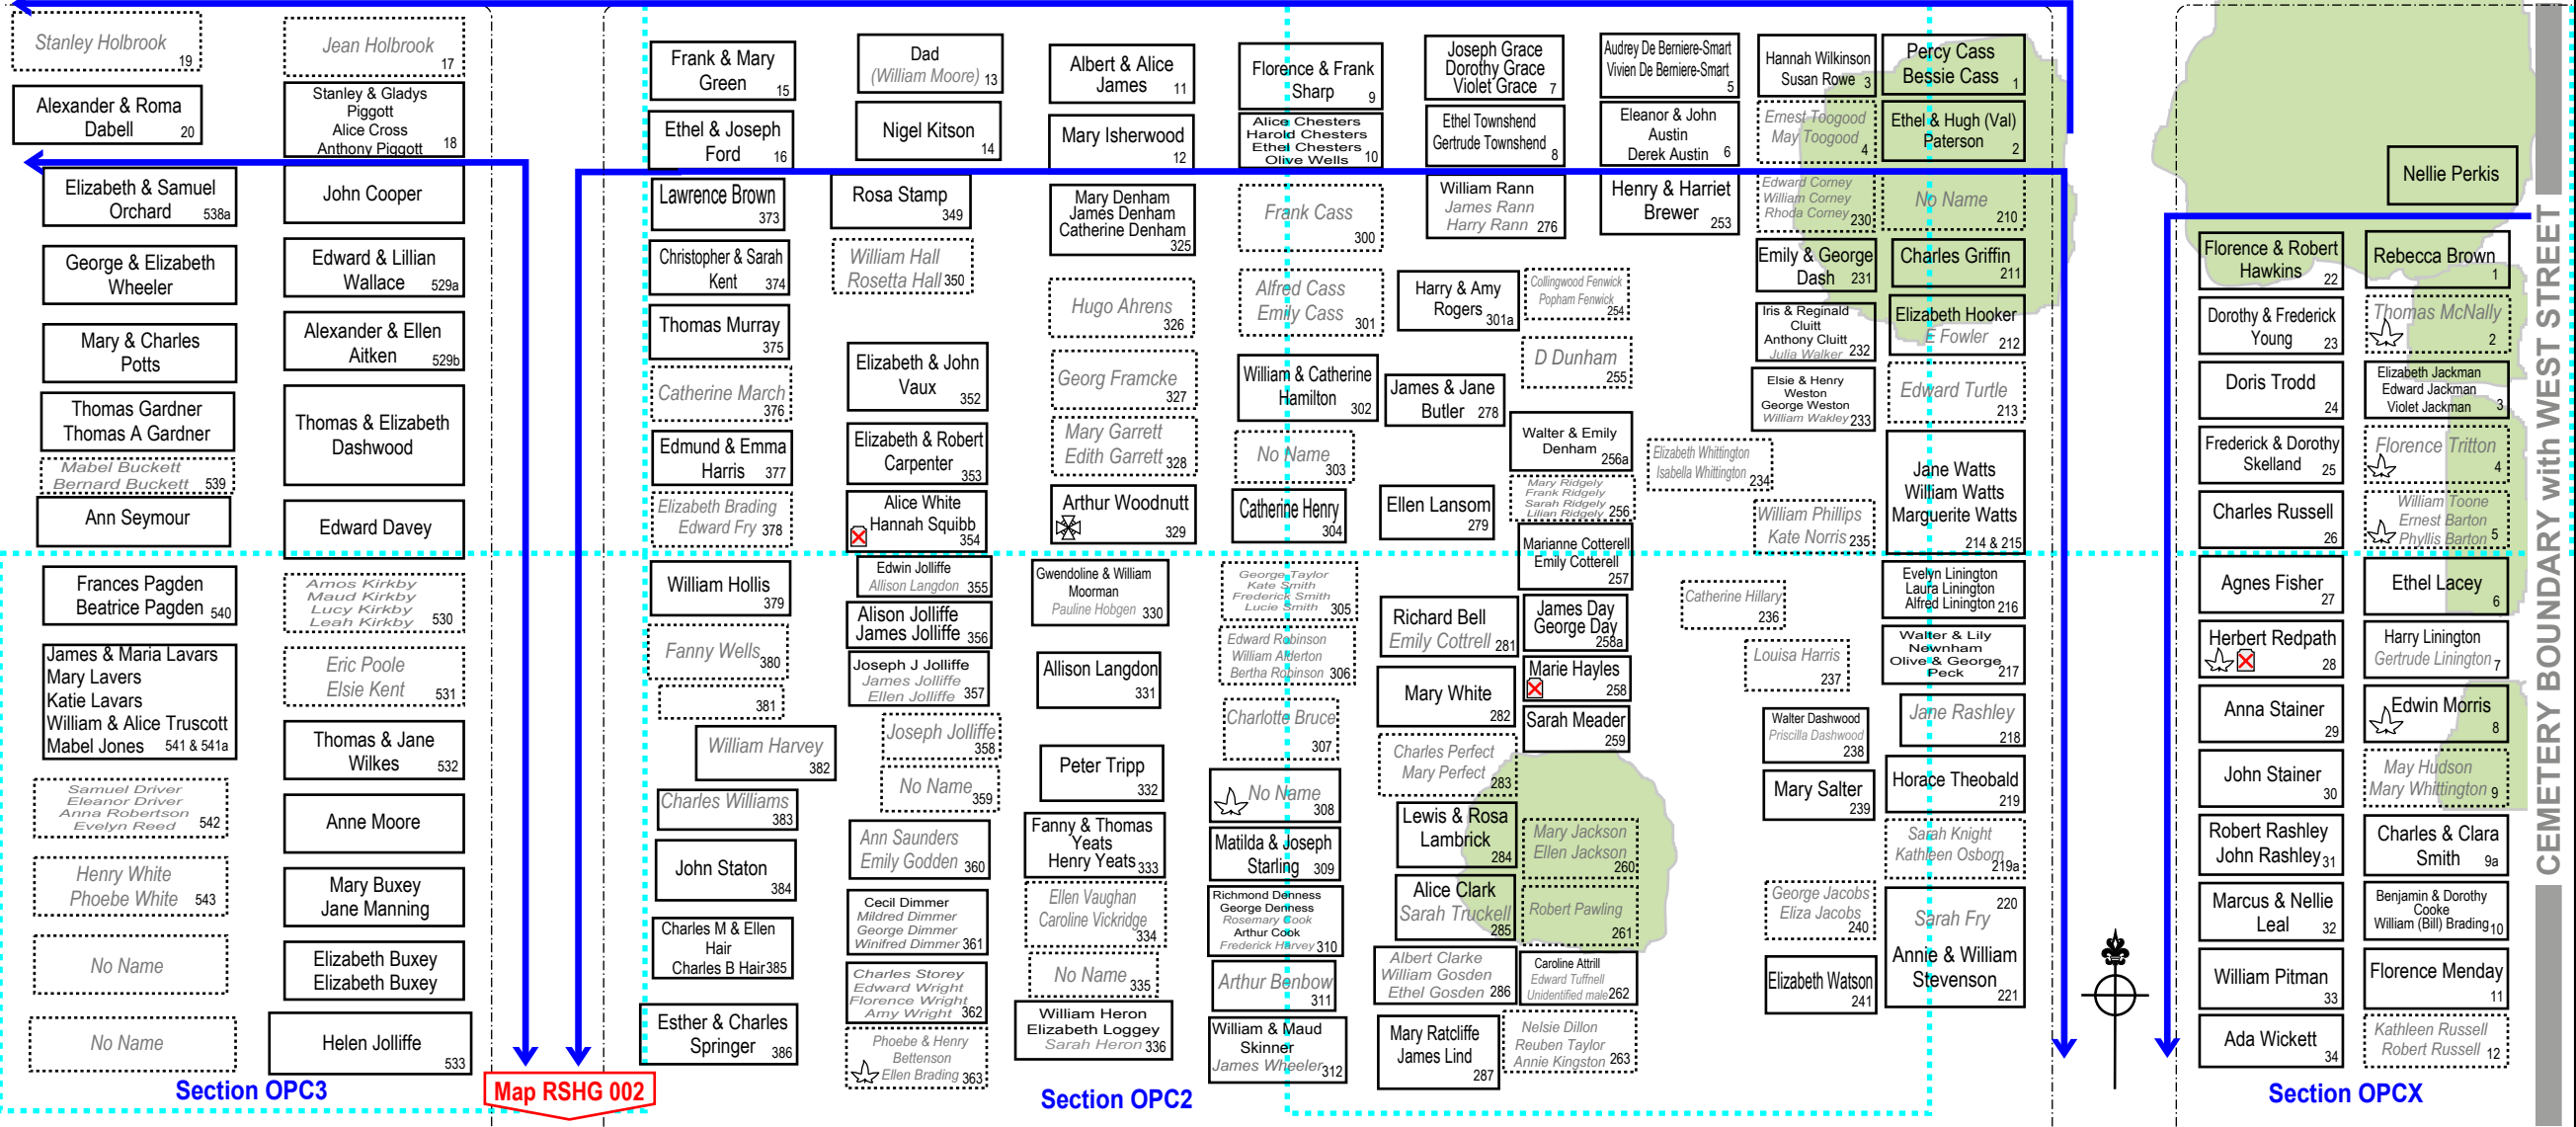 Stanley Holbrook
19
Alexander & Roma
Dabell
20
Elizabeth & Samuel
Orchard 538a
George & Elizabeth
Wheeler
Mary & Charles
Potts
Thomas Gardner
Thomas A Gardner
Mabel Buckett
Bernard Buckett 539
Ann Seymour
Frances Pagden
Beatrice Pagden 540
James & Maria Lavars
Mary Lavers
Katie Lavars
William & Alice Truscott
Mabel Jones 541 & 541a
Samuel Driver
Eleanor Driver
Anna Robertson
Evelyn Reed 542
Henry White
Phoebe White 543
No Name
No Name
Jean Holbrook
17
Stanley & Gladys
Piggott
Alice Cross
Anthony Piggott 18
John Cooper
Edward & Lillian
Wallace 529a
Alexander & Ellen
Aitken 529b
Thomas & Elizabeth
Dashwood
Edward Davey
Amos Kirkby
Maud Kirkby
Lucy Kirkby
Leah Kirkby 530
Eric Poole
Elsie Kent 531
Thomas & Jane
Wilkes 532
Anne Moore
Mary Buxey
Jane Manning
Elizabeth Buxey
Elizabeth Buxey
Helen Jolliffe
533
Section OPC3
Map RSHG 002
Frank & Mary
Green
15
Ethel & Joseph
Ford 16
Lawrence Brown
373
Christopher & Sarah
Kent 374
Thomas Murray
375
Catherine March
376
Edmund & Emma
Harris 377
Elizabeth Brading
Edward Fry 378
William Hollis
379
Fanny Wells
380
381
William Harvey
382
Charles Williams
383
John Staton
384
Charles M & Ellen
Hair
Charles B Hair 385
Esther & Charles
Springer 386
Dad
(William Moore) 13
Nigel Kitson
14
Rosa Stamp
349
William Hall
Rosetta Hall 350
Elizabeth & John
Vaux
352
Elizabeth & Robert
Carpenter
353
Alice White
Hannah Squibb
354
Edwin Jolliffe
Allison Langdon 355
Alison Jolliffe
James Jolliffe 356
Joseph J Jolliffe
James Jolliffe
Ellen Jolliffe 357
Joseph Jolliffe
358
No Name
359
Ann Saunders
Emily Godden 360
Cecil Dimmer
Mildred Dimmer
George Dimmer
Winifred Dimmer 361
Charles Storey
Edward Wright
Florence Wright
Amy Wright 362
Phoebe & Henry
Bettenson
Ellen Brading 363
Albert & Alice
James
11
Mary Isherwood
12
Mary Denham
James Denham
Catherine Denham
325
Hugo Ahrens
326
Georg Framcke
327
Mary Garrett
Edith Garrett 328
Arthur Woodnutt
329
Gwendoline & William
Moorman
Pauline Hobgen 330
Allison Langdon
331
Peter Tripp
332
Fanny & Thomas
Yeats
Henry Yeats 333
Ellen Vaughan
Caroline Vickridge
334
No Name
335
William Heron
Elizabeth Loggey
Sarah Heron 336
Section OPC2
Florence & Frank
Sharp
9
Alice Chesters
Harold Chesters
Ethel Chesters
Olive Wells 10
Frank Cass
300
Alfred Cass
Emily Cass 301
William & Catherine
Hamilton
302
No Name
303
Catherine Henry
304
George Taylor
Kate Smith
Frederick Smith
Lucie Smith 305
Edward Robinson
William Alderton
Bertha Robinson 306
Charlotte Bruce
307
No Name
308
Matilda & Joseph
Starling 309
Richmond Denness
George Denness
Rosemary Cook
Arthur Cook
Frederick Harvey 310
Arthur Benbow
311
William & Maud
Skinner
James Wheeler 312
Joseph Grace
Dorothy Grace
Violet Grace 7
Ethel Townshend
Gertrude Townshend
8
William Rann
James Rann
Harry Rann 276
Harry & Amy
Rogers
301a
James & Jane
Butler 278
Ellen Lansom
279
Richard Bell
Emily Cottrell 281
Mary White
282
Charles Perfect
Mary Perfect
283
Lewis & Rosa
Lambrick
284
Alice Clark
Sarah Truckell
285
Albert Clarke
William Gosden
Ethel Gosden 286
Mary Ratcliffe
James Lind
287
Audrey De Berniere-Smart
Vivien De Berniere-Smart
5
Eleanor & John
Austin
Derek Austin 6
Henry & Harriet
Brewer
253
Collingwood Fenwick
Popham Fenwick
254
D Dunham
255
Walter & Emily
Denham 256a
Mary Ridgely
Frank Ridgely
Sarah Ridgely
Lilian Ridgely 256
Marianne Cotterell
Emily Cotterell
257
James Day
George Day
258a
Marie Hayles
258
Sarah Meader
259
Mary Jackson
Ellen Jackson
260
Robert Pawling
261
Caroline Attrill
Edward Tuffnell
Unidentified male 262
Nelsie Dillon
Reuben Taylor
Annie Kingston 263
Hannah Wilkinson
Susan Rowe 3
Ernest Toogood
May Toogood
4
Edward Corney
William Corney
Rhoda Corney 230
Emily & George
Dash 231
Iris & Reginald
Cluitt
Anthony Cluitt
Julia Walker 232
Elsie & Henry
Weston
George Weston
William Wakley 233
Elizabeth Whittington
Isabella Whittington
234
William Phillips
Kate Norris 235
Catherine Hillary
236
Louisa Harris
237
Walter Dashwood
Priscilla Dashwood
238
Mary Salter
239
George Jacobs
Eliza Jacobs
240
Elizabeth Watson
241
Percy Cass
Bessie Cass
1
Ethel & Hugh (Val)
Paterson
2
No Name
210
Charles Griffin
211
Elizabeth Hooker
E Fowler 212
Edward Turtle
213
Jane Watts
William Watts
Marguerite Watts
214 & 215
Evelyn Linington
Laura Linington
Alfred Linington 216
Walter & Lily
Newnham
Olive & George
Peck 217
Jane Rashley
218
Horace Theobald
219
Sarah Knight
Kathleen Osborn
219a
220
Sarah Fry
Annie & William
Stevenson
221
Nellie Perkis
Florence & Robert
Hawkins
22
Dorothy & Frederick
Young 23
Doris Trodd
24
Frederick & Dorothy
Skelland
25
Charles Russell
26
Agnes Fisher
27
Herbert Redpath
28
Anna Stainer
29
John Stainer
30
Robert Rashley
John Rashley 31
Marcus & Nellie
Leal 32
William Pitman
33
Ada Wickett
34
Rebecca Brown
1
Thomas McNally
2
Elizabeth Jackman
Edward Jackman
Violet Jackman 3
Florence Tritton
4
William Toone
Ernest Barton
Phyllis Barton 5
Ethel Lacey
6
Harry Linington
Gertrude Linington 7
Edwin Morris
8
May Hudson
Mary Whittington 9
Charles & Clara
Smith 9a
Benjamin & Dorothy
Cooke
William (Bill) Brading 10
Florence Menday
11
Kathleen Russell
Robert Russell 12
Section OPCX
CEMETERY BOUNDARY with WEST STREET